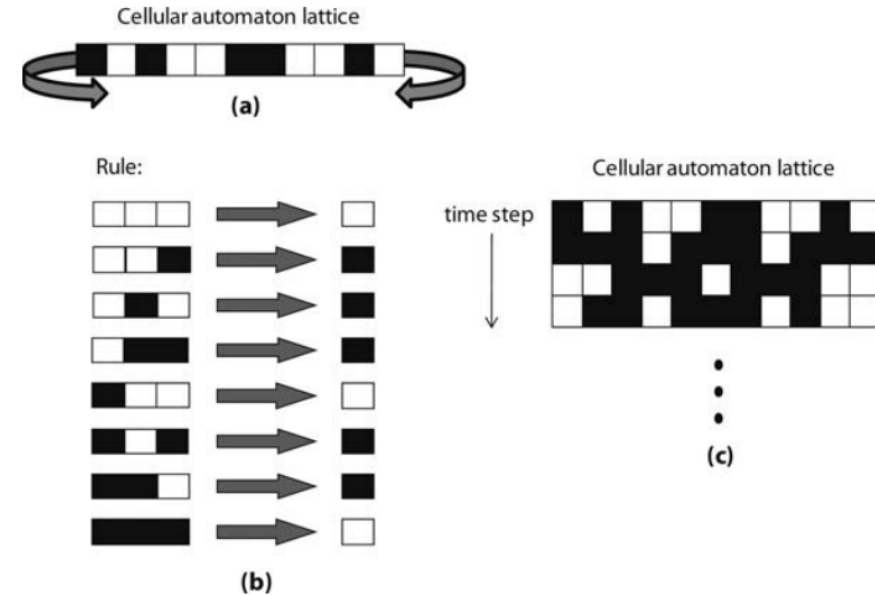 Cellular automaton lattice
(a)
Rule:
(b)
Cellular automaton lattice
time step
(c)